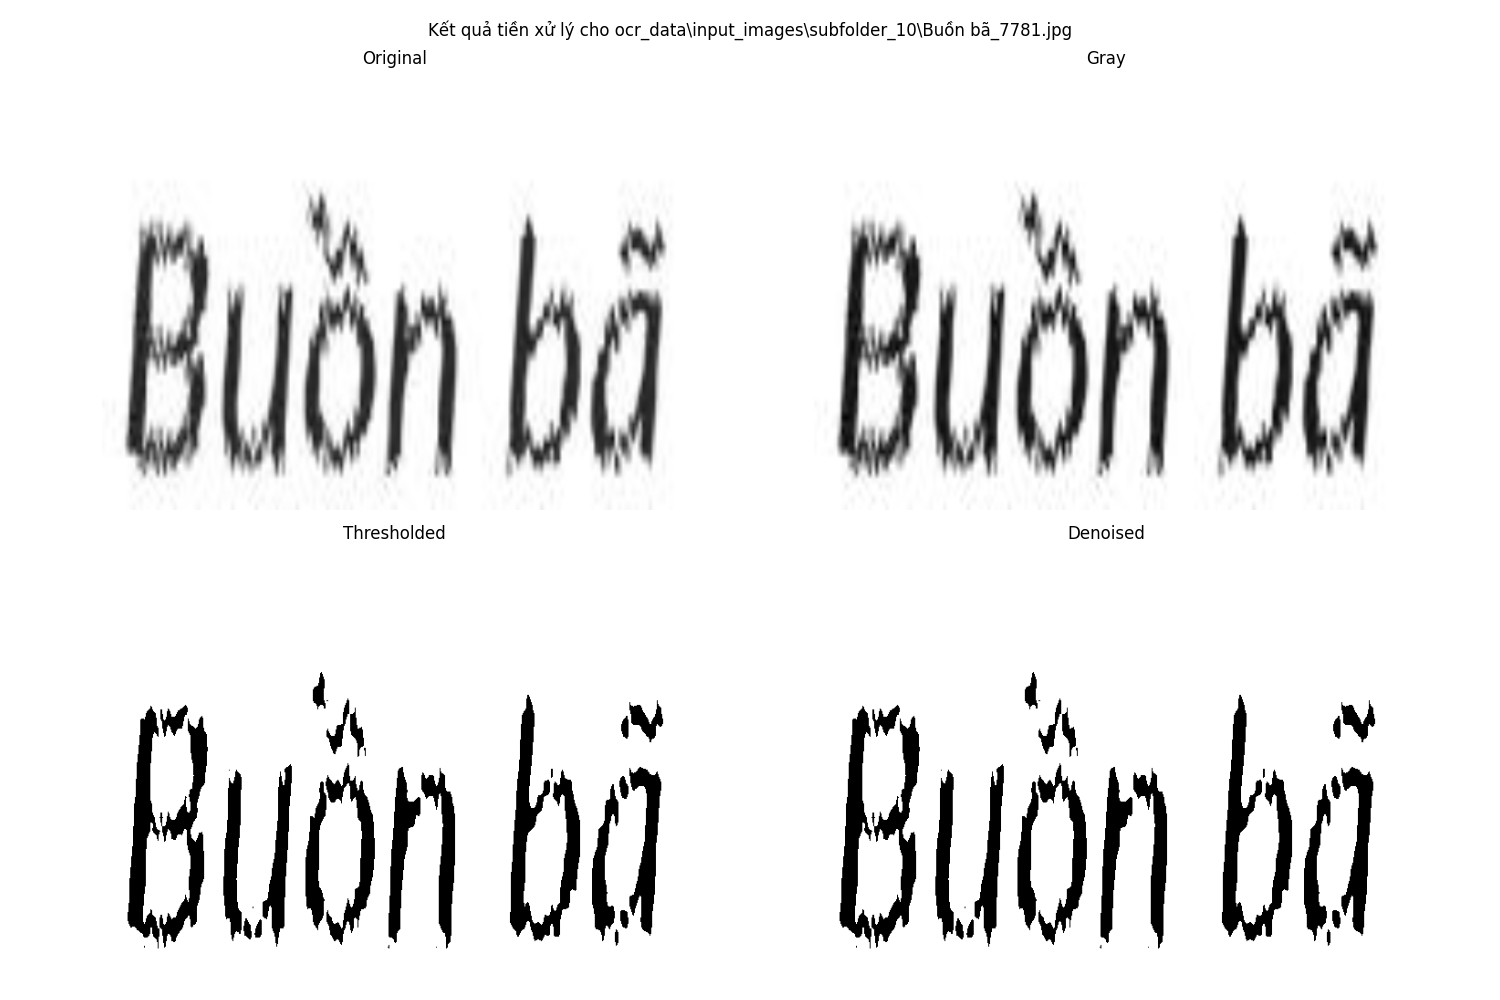 Kết quả tiền xử lý cho ocr_data\input_images\subfolder_10\Buồn bã_7781.jpg
Original
Gray
Buồn bã
Buồn bã
Thresholded
Denoised
Buồn bã
Buồn bã